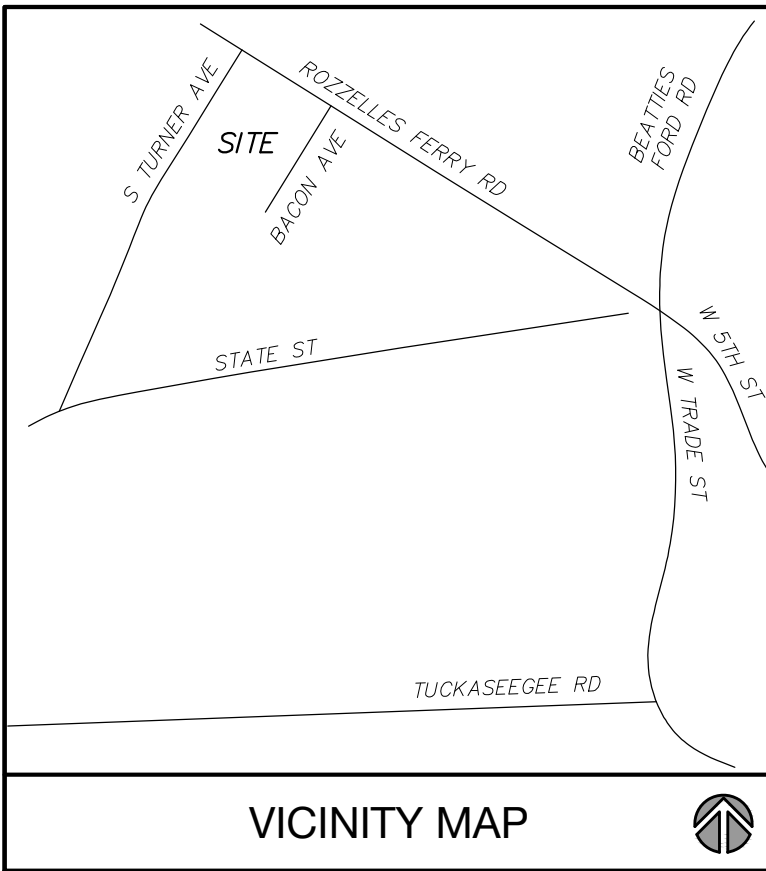 S TURNER AVE
ROZZELLES FERRY RD
BEATTIES
FORD RD
SITE
BACON AVE
STATE ST
W 5TH ST
W TRADE ST
TUCKASEEGEE RD
VICINITY MAP